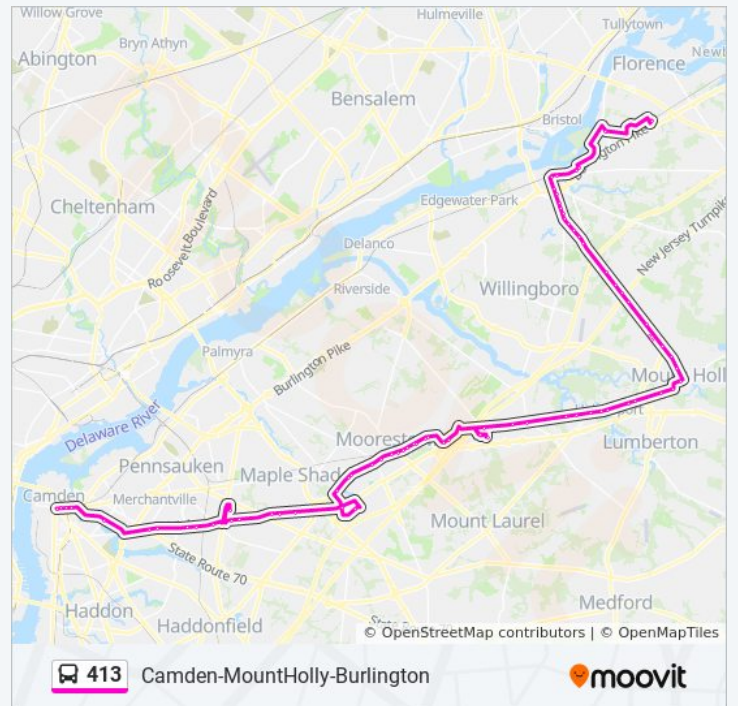 Willow Grove
Hulmeville
Tullytown
Bryn Athyn
Abington
Florence
Bensalem
Bristol
Cheltenham
Edgewater Park
Roosevelt Boulevard
New Jersey Turnpike
Delanco
Riverside
Willingboro
Palmyra
Burlington Pike
Delaware River
Moorest
Lumberton
Pennsauken
Maple Shad
Camden
Merchantville
Mount Laurel
State Route 70
Medford
Haddon
Haddonfield
© OpenStreetMap contributors | © OpenMapTiles
413 Camden-MountHolly-Burlington
moovit